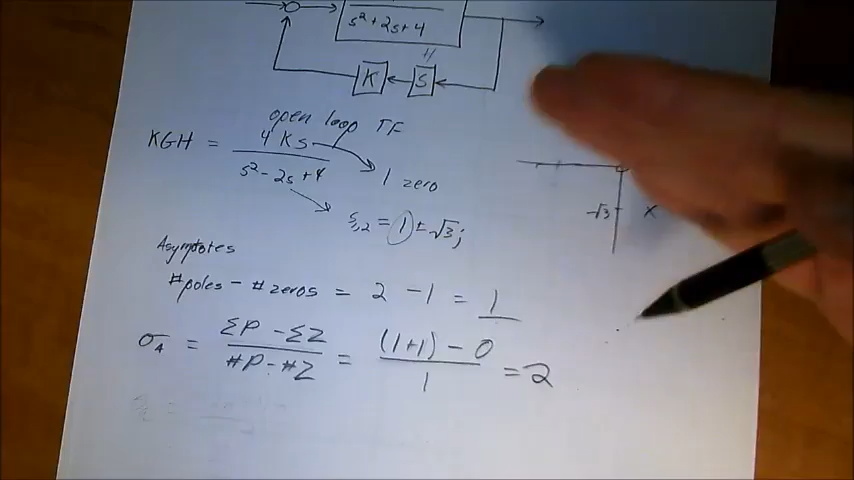 s²+2s+4
H
K S
open loop TF
KGH = 4Ks / s²-2s+4
1 zero
s₁,₂ = 1 ± √3j
-√3 x
Asymptotes
#poles - #zeros = 2 - 1 = 1
σA = ΣP - ΣZ / #P - #Z = (1+1) - 0 / 1 = 2